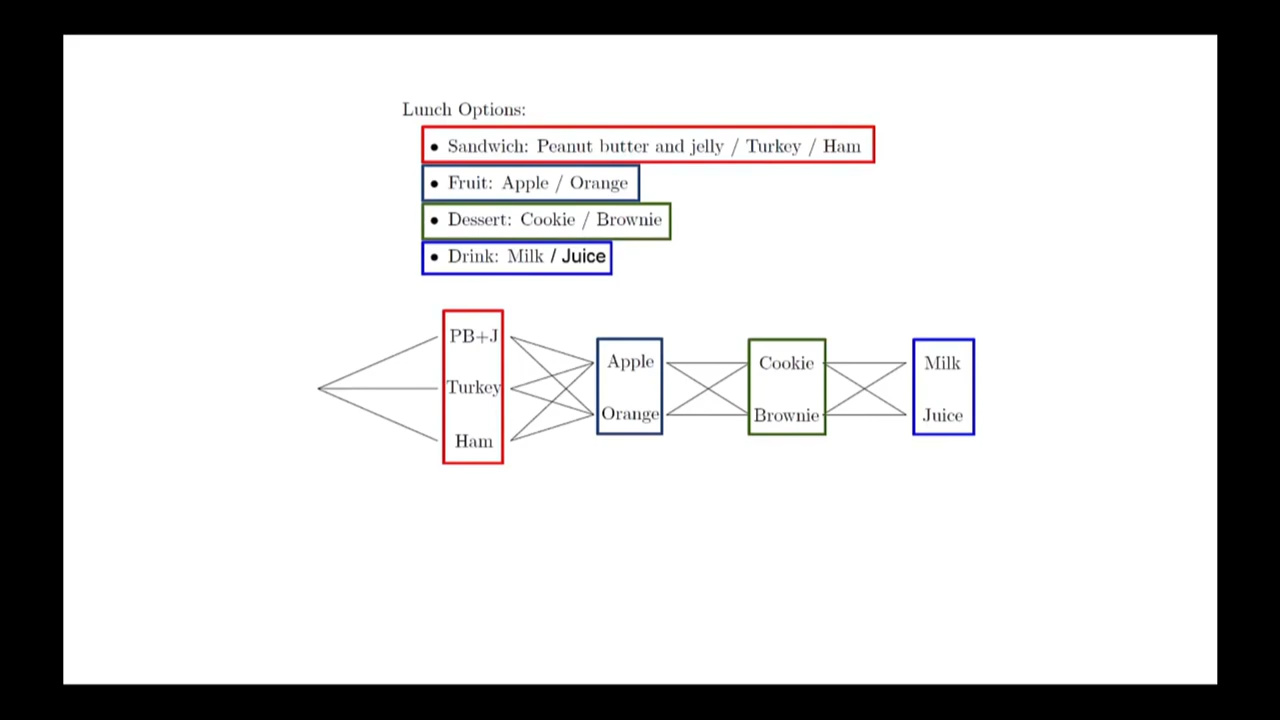 Lunch Options:
• Sandwich: Peanut butter and jelly / Turkey / Ham
• Fruit: Apple / Orange
• Dessert: Cookie / Brownie
• Drink: Milk / Juice
PB+J
Turkey
Ham
Apple
Orange
Cookie
Brownie
Milk
Juice